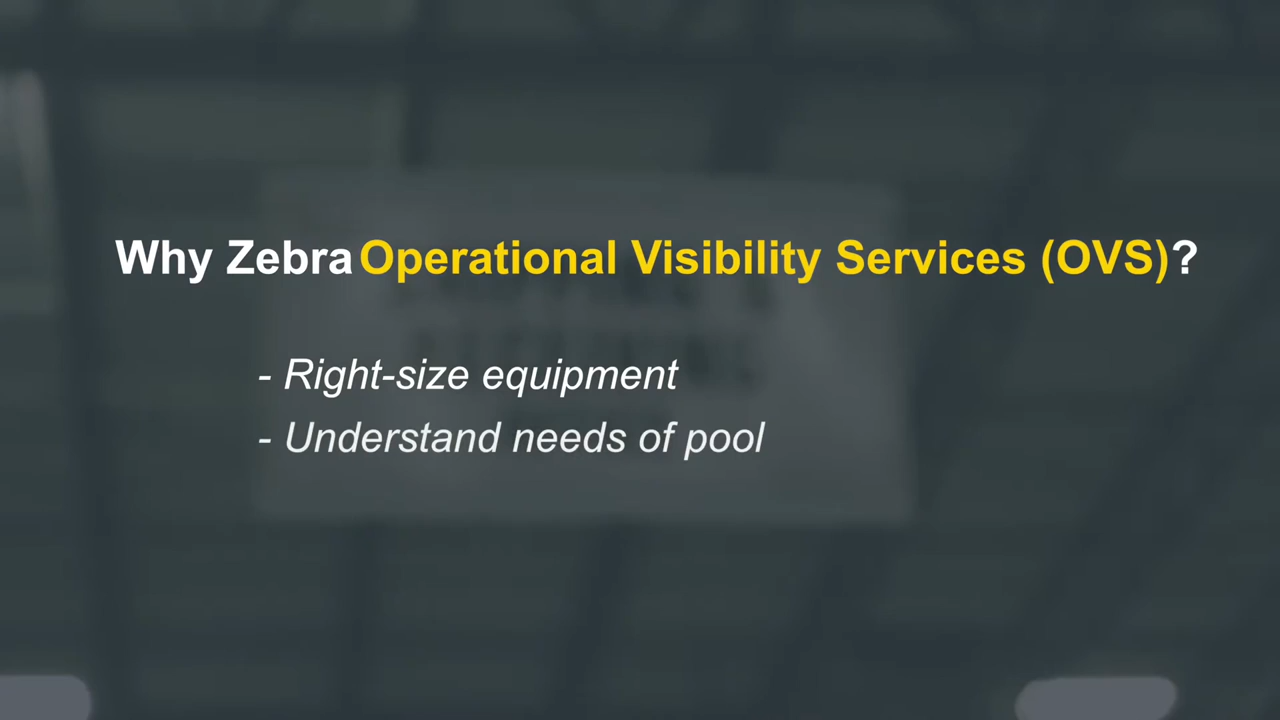 Why Zebra Operational Visibility Services (OVS)?
- Right-size equipment
- Understand needs of pool